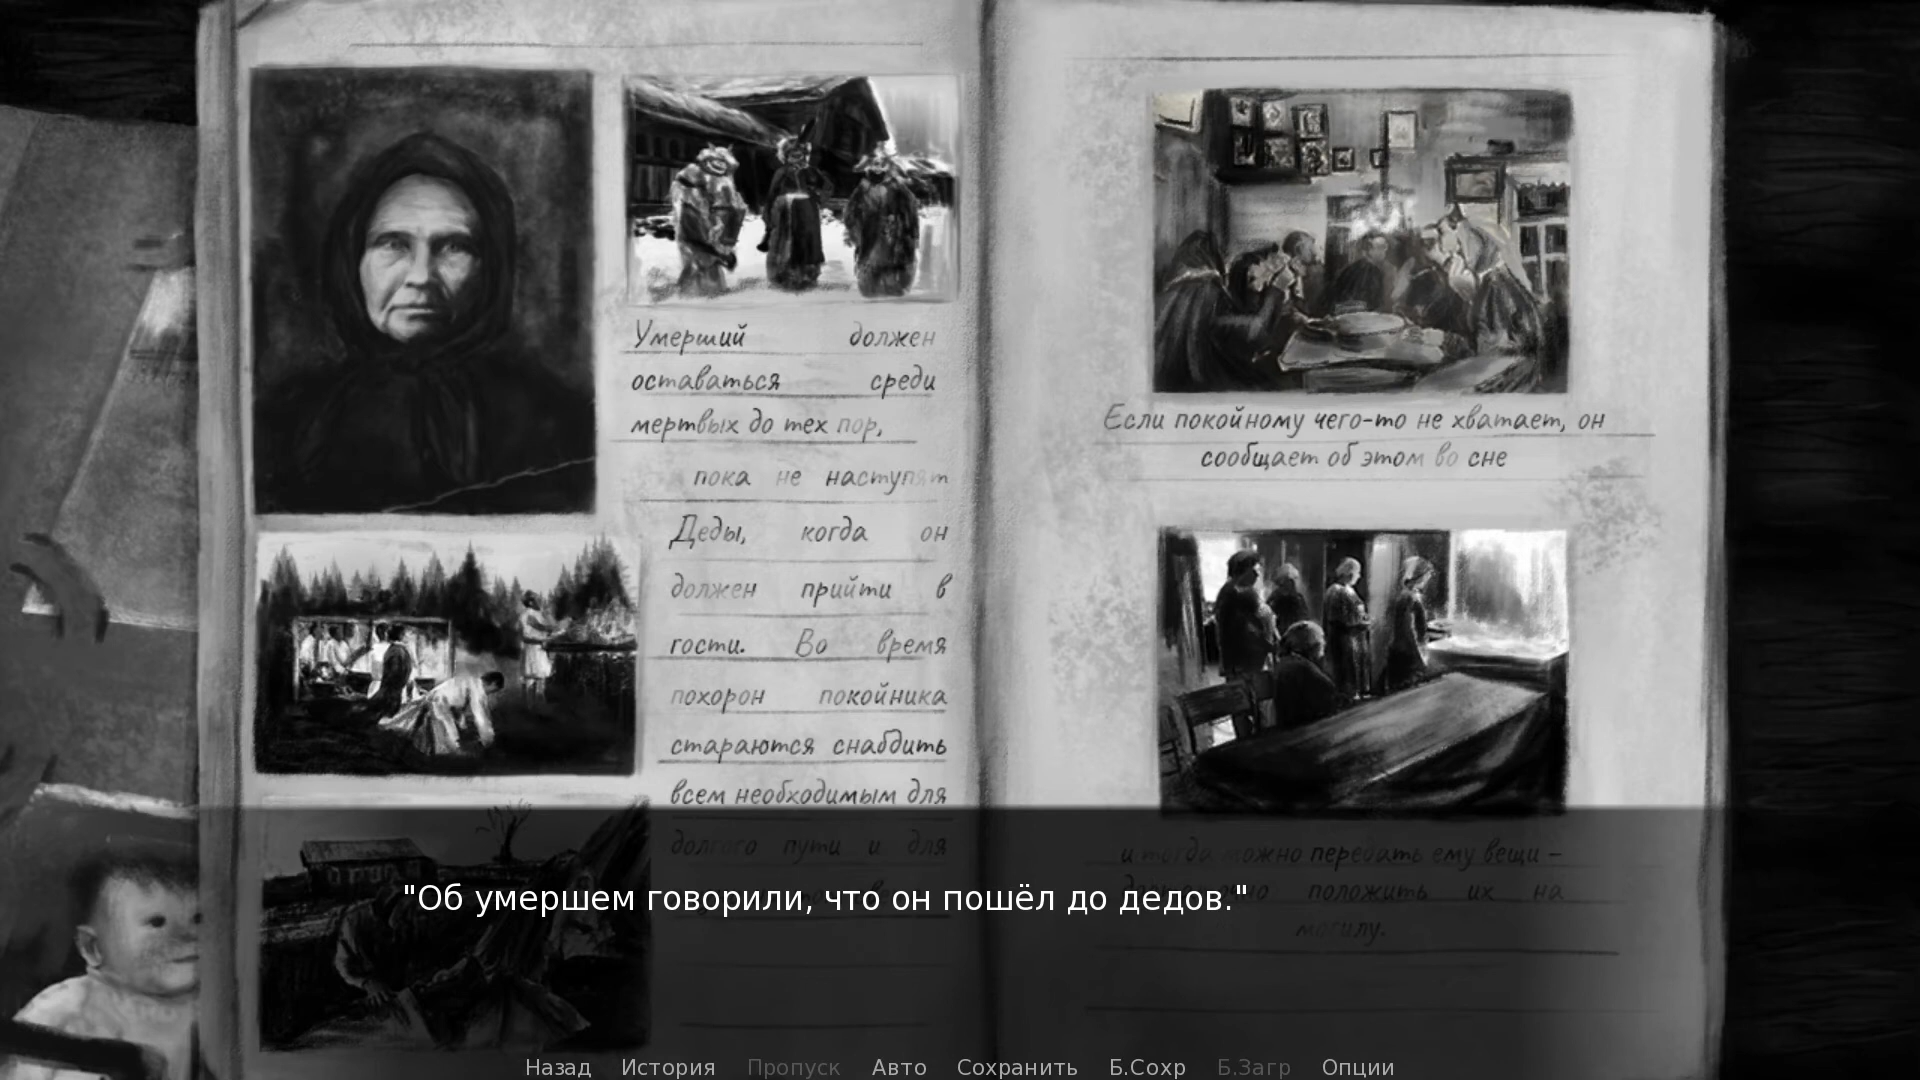 Умерший должен
оставаться среди
мертвых до тех пор,
пока не наступят
Деды, когда он
должен прийти в
гости. Во время
похорон покойника
стараются снабдить
всем необходимым для
долгого пути и для
Если покойному чего-то не хватает, он
сообщает об этом во сне
и тогда можно передать ему вещи –
достаточно положить их на
могилу.
"Об умершем говорили, что он пошёл до дедов."
Назад История Пропуск Авто Сохранить Б.Сохр Б.Загр Опции